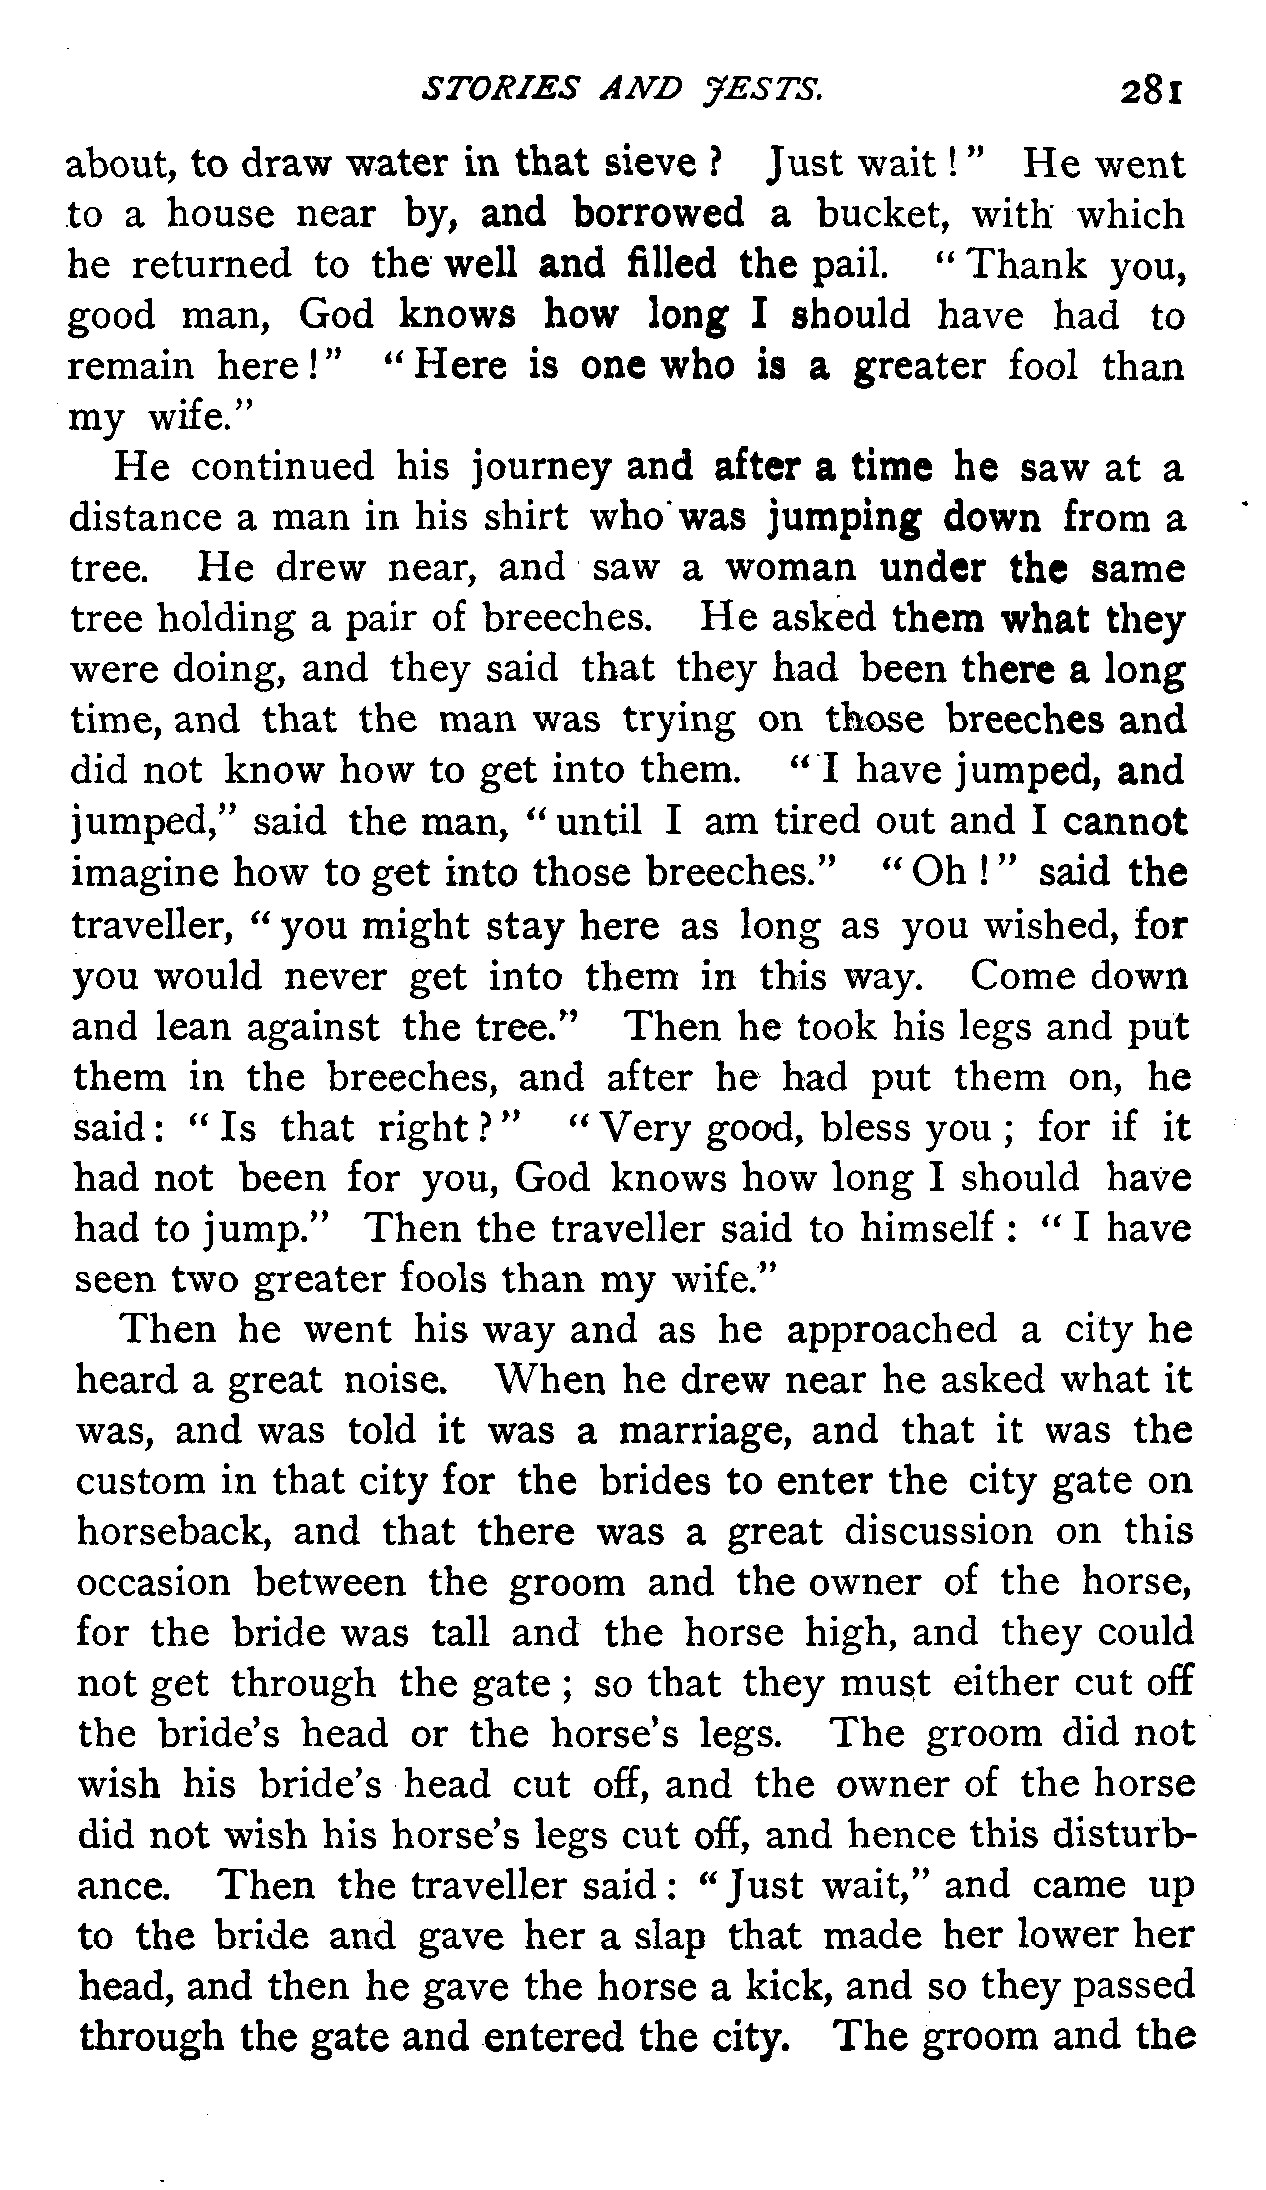 STORIES AND JESTS. 281
about, to draw water in that sieve ? Just wait ! " He went
to a house near by, and borrowed a bucket, with which
he returned to the well and filled the pail. " Thank you,
good man, God knows how long I should have had to
remain here ! " " Here is one who is a greater fool than
my wife."
He continued his journey and after a time he saw at a
distance a man in his shirt who was jumping down from a
tree. He drew near, and saw a woman under the same
tree holding a pair of breeches. He asked them what they
were doing, and they said that they had been there a long
time, and that the man was trying on those breeches and
did not know how to get into them. " I have jumped, and
jumped," said the man, " until I am tired out and I cannot
imagine how to get into those breeches." " Oh ! " said the
traveller, " you might stay here as long as you wished, for
you would never get into them in this way. Come down
and lean against the tree." Then he took his legs and put
them in the breeches, and after he had put them on, he
said : " Is that right ? " " Very good, bless you ; for if it
had not been for you, God knows how long I should have
had to jump." Then the traveller said to himself : " I have
seen two greater fools than my wife."
Then he went his way and as he approached a city he
heard a great noise. When he drew near he asked what it
was, and was told it was a marriage, and that it was the
custom in that city for the brides to enter the city gate on
horseback, and that there was a great discussion on this
occasion between the groom and the owner of the horse,
for the bride was tall and the horse high, and they could
not get through the gate ; so that they must either cut off
the bride's head or the horse's legs. The groom did not
wish his bride's head cut off, and the owner of the horse
did not wish his horse's legs cut off, and hence this disturb-
ance. Then the traveller said : " Just wait," and came up
to the bride and gave her a slap that made her lower her
head, and then he gave the horse a kick, and so they passed
through the gate and entered the city. The groom and the